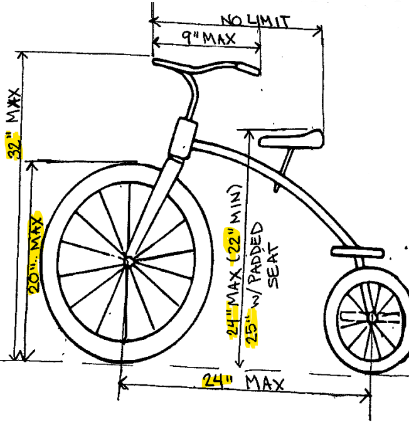 NO LIMIT
9" MAX
32" MAX
20" MAX
24" MAX (22" MIN)
25" w/PADDED
SEAT
24" MAX